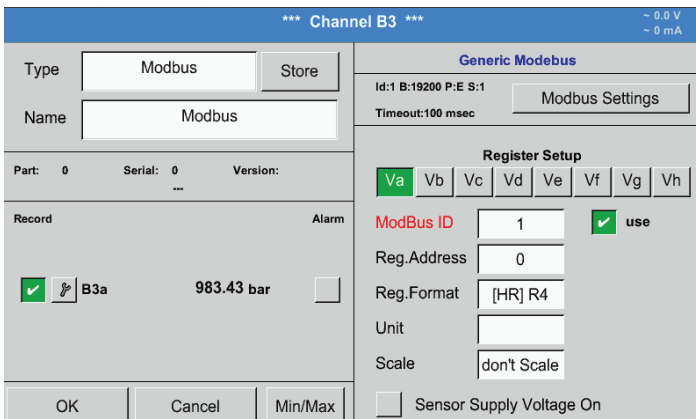 *** Channel B3 ***
~ 0.0 V
~ 0 mA
Type Modbus Store
Name Modbus
Part: 0 Serial: 0 Version:
---
Record Alarm
B3a 983.43 bar
OK Cancel Min/Max
Generic Modebus
Id:1 B:19200 P:E S:1
Timeout:100 msec
Modbus Settings
Register Setup
Va Vb Vc Vd Ve Vf Vg Vh
ModBus ID 1 use
Reg.Address 0
Reg.Format [HR] R4
Unit
Scale don't Scale
Sensor Supply Voltage On